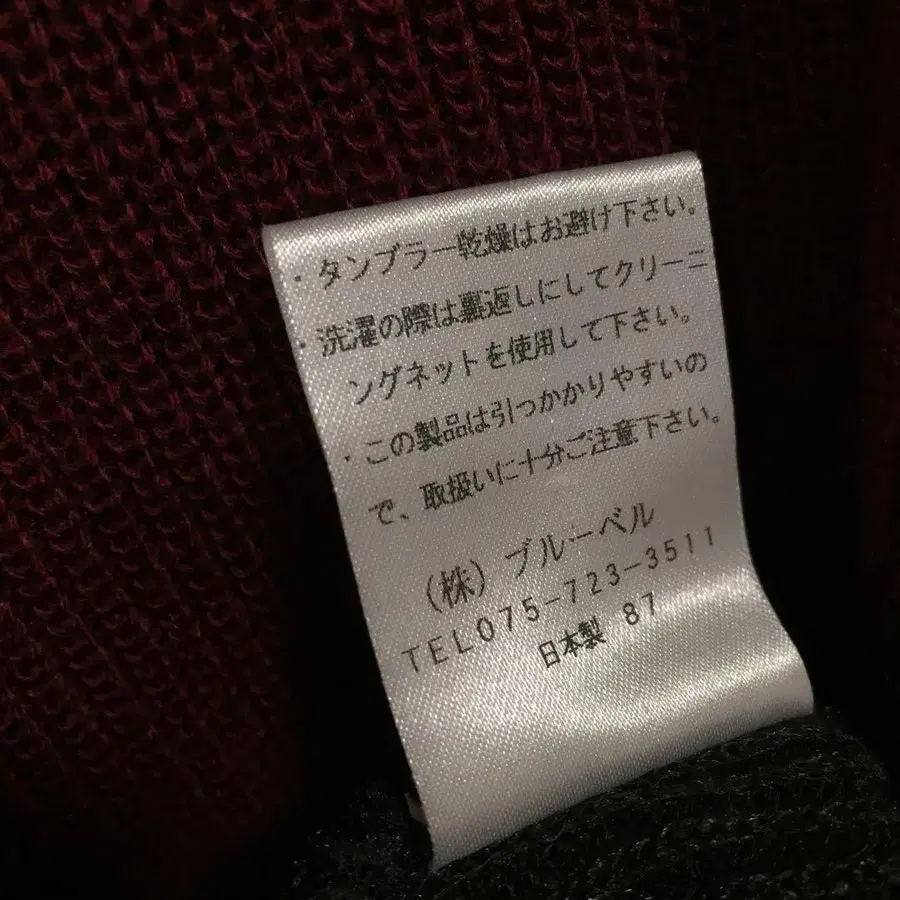 ・タンブラー乾燥はお避け下さい。
・洗濯の際は裏返しにしてクリーニ
ングネットを使用して下さい。
・この製品は引っかかりやすいの
で、取扱いに十分ご注意下さい。
（株）ブルーベル
TEL075-723-3511
日本製 87